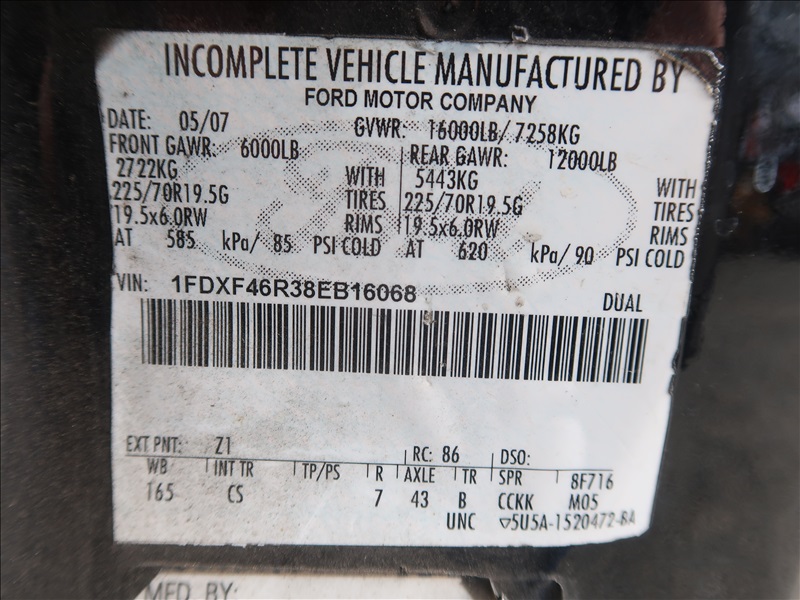 INCOMPLETE VEHICLE MANUFACTURED BY
FORD MOTOR COMPANY
DATE: 05/07 GVWR: 16000LB/ 7258KG
FRONT GAWR: 6000LB REAR GAWR: 12000LB
2722KG WITH 5443KG WITH
225/70R19.5G TIRES 225/70R19.5G TIRES
19.5x6.0RW RIMS 19.5x6.0RW RIMS
AT 585 kPa/ 85 PSI COLD AT 620 kPa/ 90 PSI COLD
VIN: 1FDXF46R38EB16068 DUAL
EXT PNT: Z1 RC: 86 DSO:
WB INT TR TP/PS R AXLE TR SPR 8F716
165 CS 7 43 B CCKK M05
UNC ▽5U5A-1520472-BA
MFD BY: